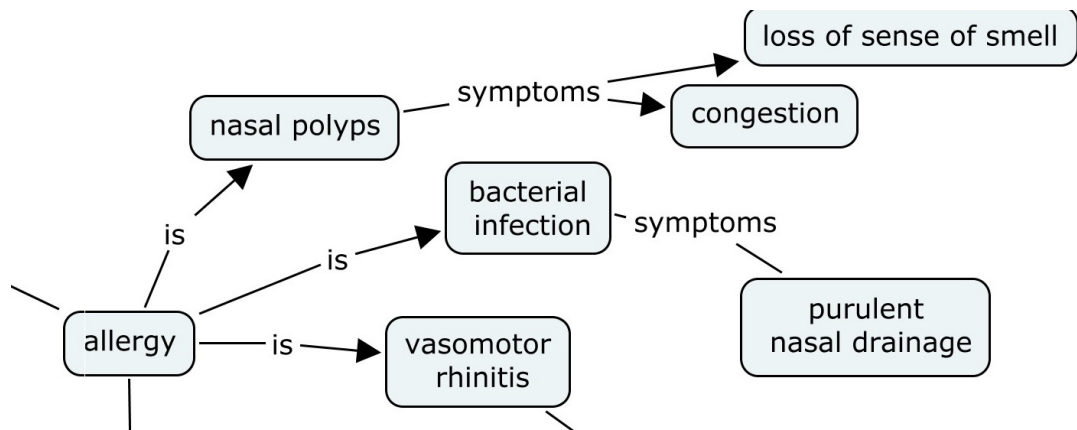 loss of sense of smell
symptoms
congestion
nasal polyps
bacterial
infection
symptoms
is
is
purulent
nasal drainage
allergy
is
vasomotor
rhinitis